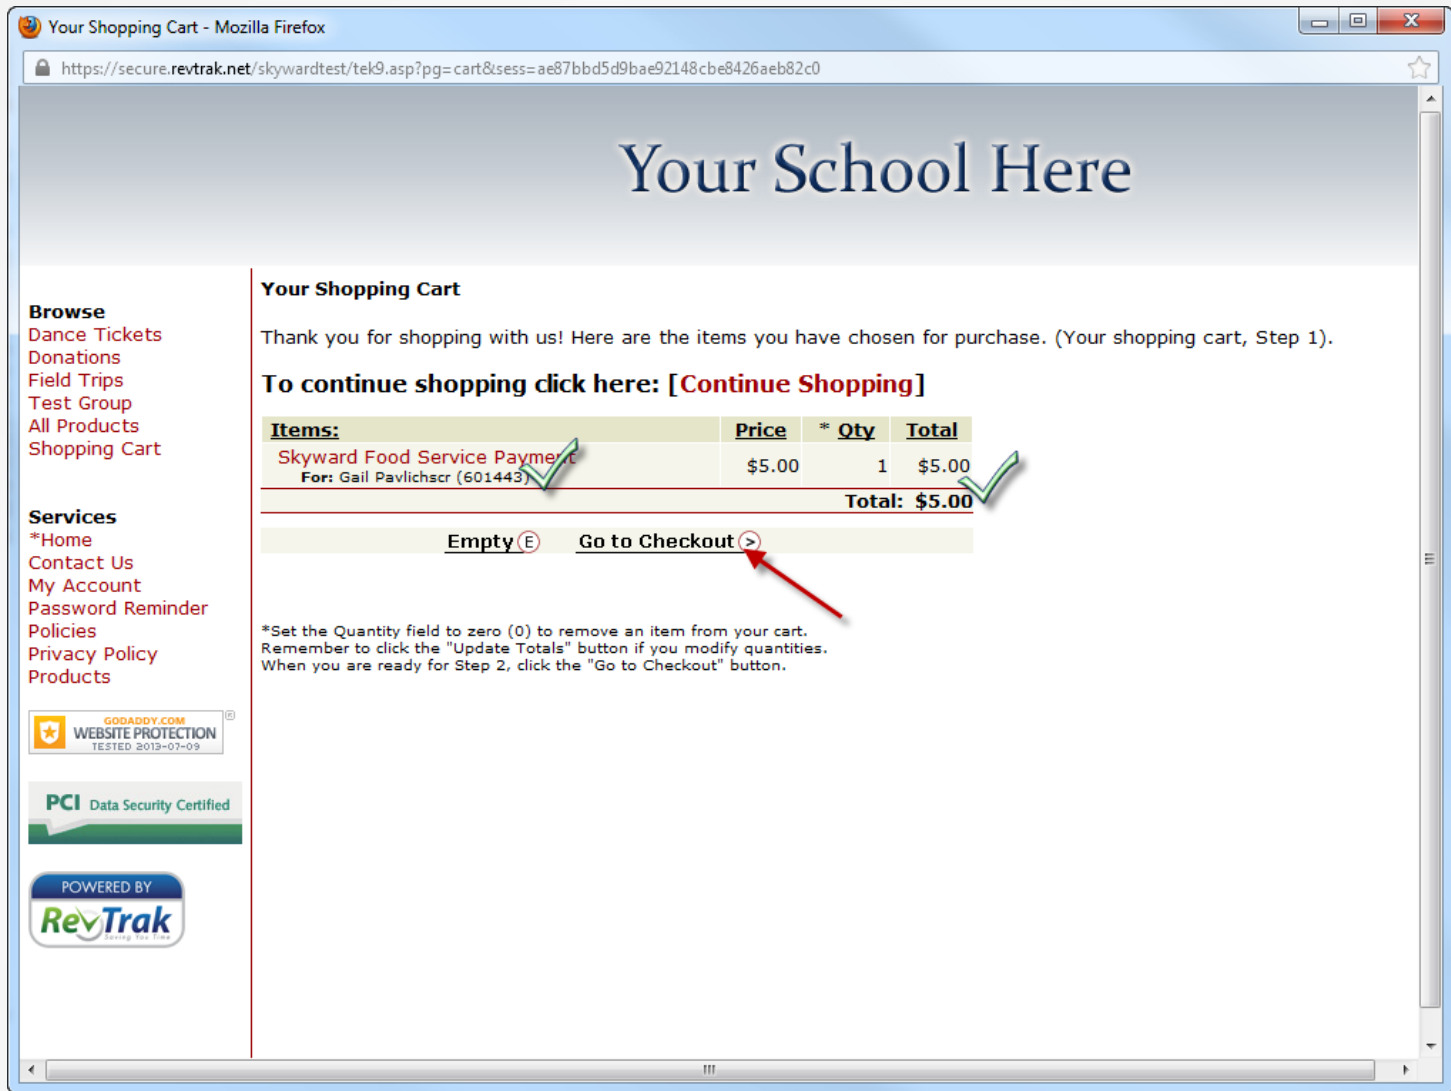 Your Shopping Cart - Mozilla Firefox
https://secure.revtrak.net/skywardtest/tek9.asp?pg=cart&sess=ae87bbd5d9bae92148cbe8426aeb82c0
Your School Here
Browse
Dance Tickets
Donations
Field Trips
Test Group
All Products
Shopping Cart
Services
*Home
Contact Us
My Account
Password Reminder
Policies
Privacy Policy
Products
GODADDY.COM
WEBSITE PROTECTION
TESTED 2013-07-09
PCI Data Security Certified
POWERED BY
RevTrak
Saving You Time
Your Shopping Cart
Thank you for shopping with us! Here are the items you have chosen for purchase. (Your shopping cart, Step 1).
To continue shopping click here: [Continue Shopping]
Items: Price * Qty Total
Skyward Food Service Payment $5.00 1 $5.00
For: Gail Pavlichscr (601443)
Total: $5.00
Empty E Go to Checkout >
*Set the Quantity field to zero (0) to remove an item from your cart.
Remember to click the "Update Totals" button if you modify quantities.
When you are ready for Step 2, click the "Go to Checkout" button.